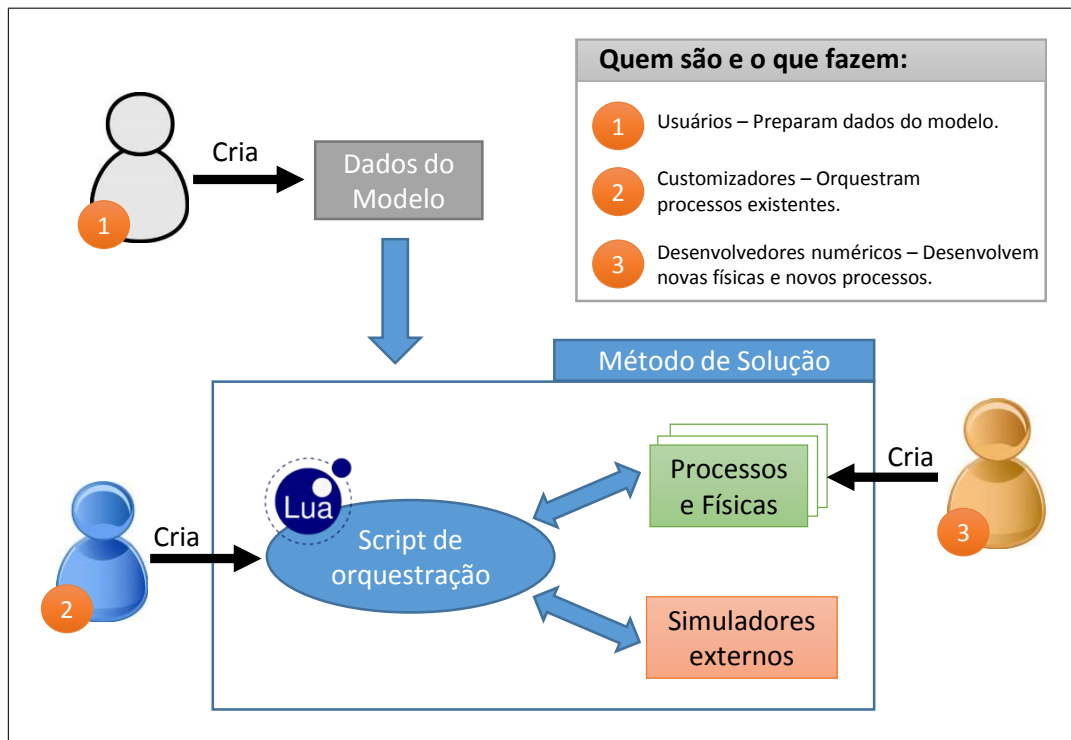 Quem são e o que fazem:
1
Usuários – Preparam dados do modelo.
2
Customizadores – Orquestram
processos existentes.
3
Desenvolvedores numéricos – Desenvolvem
novas físicas e novos processos.
Cria
Dados do
Modelo
1
Método de Solução
Processos
e Físicas
Cria
3
Lua
Script de
orquestração
Cria
2
Simuladores
externos